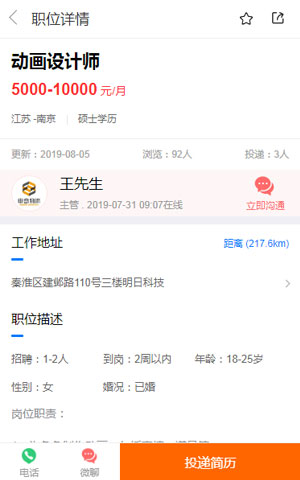 职位详情
动画设计师
5000-10000 元/月
江苏 -南京 硕士学历
更新：2019-08-05 浏览：92人 投递：3人
王先生
主管 . 2019-07-31 09:07在线 立即沟通
工作地址 距离 (217.6km)
秦淮区建邺路110号三楼明日科技
职位描述
招聘：1-2人 到岗：2周以内 年龄：18-25岁
性别：女 婚况：已婚
岗位职责：
电话 微聊 投递简历